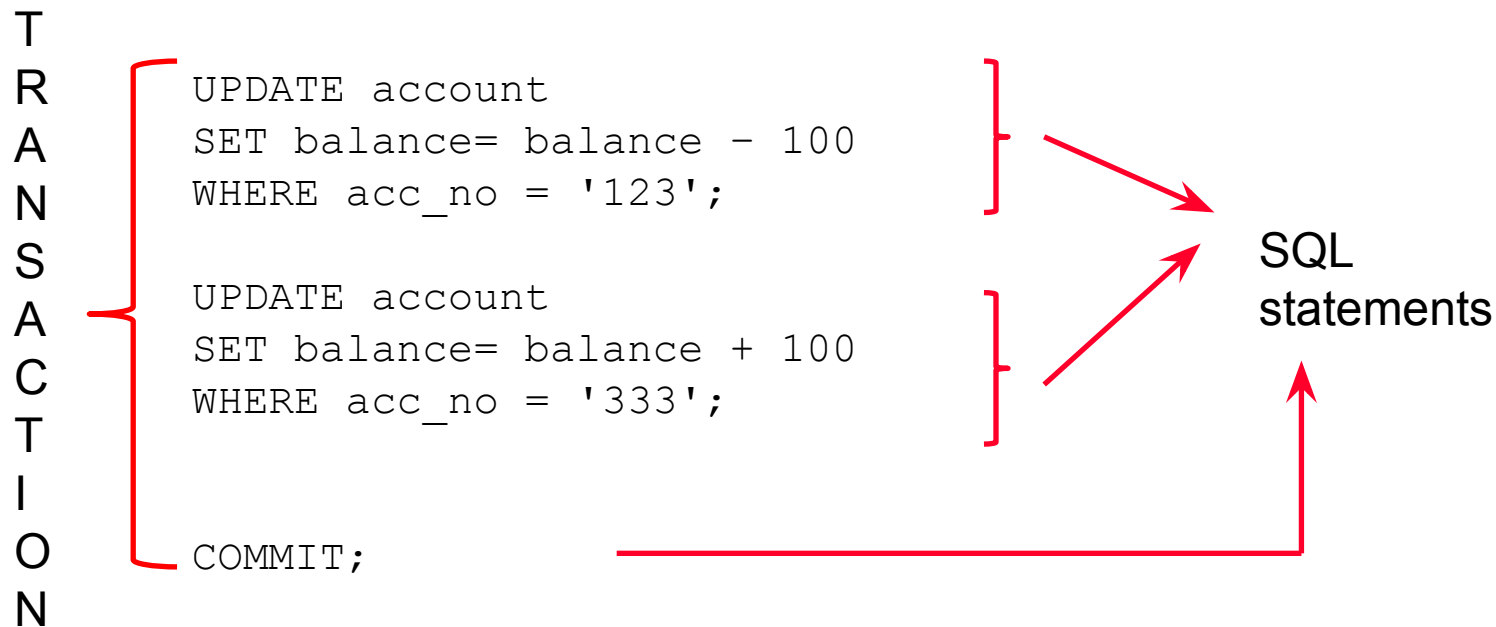 TRANSACTION
UPDATE account
SET balance= balance – 100
WHERE acc_no = '123';
UPDATE account
SET balance= balance + 100
WHERE acc_no = '333';
COMMIT;
SQL
statements